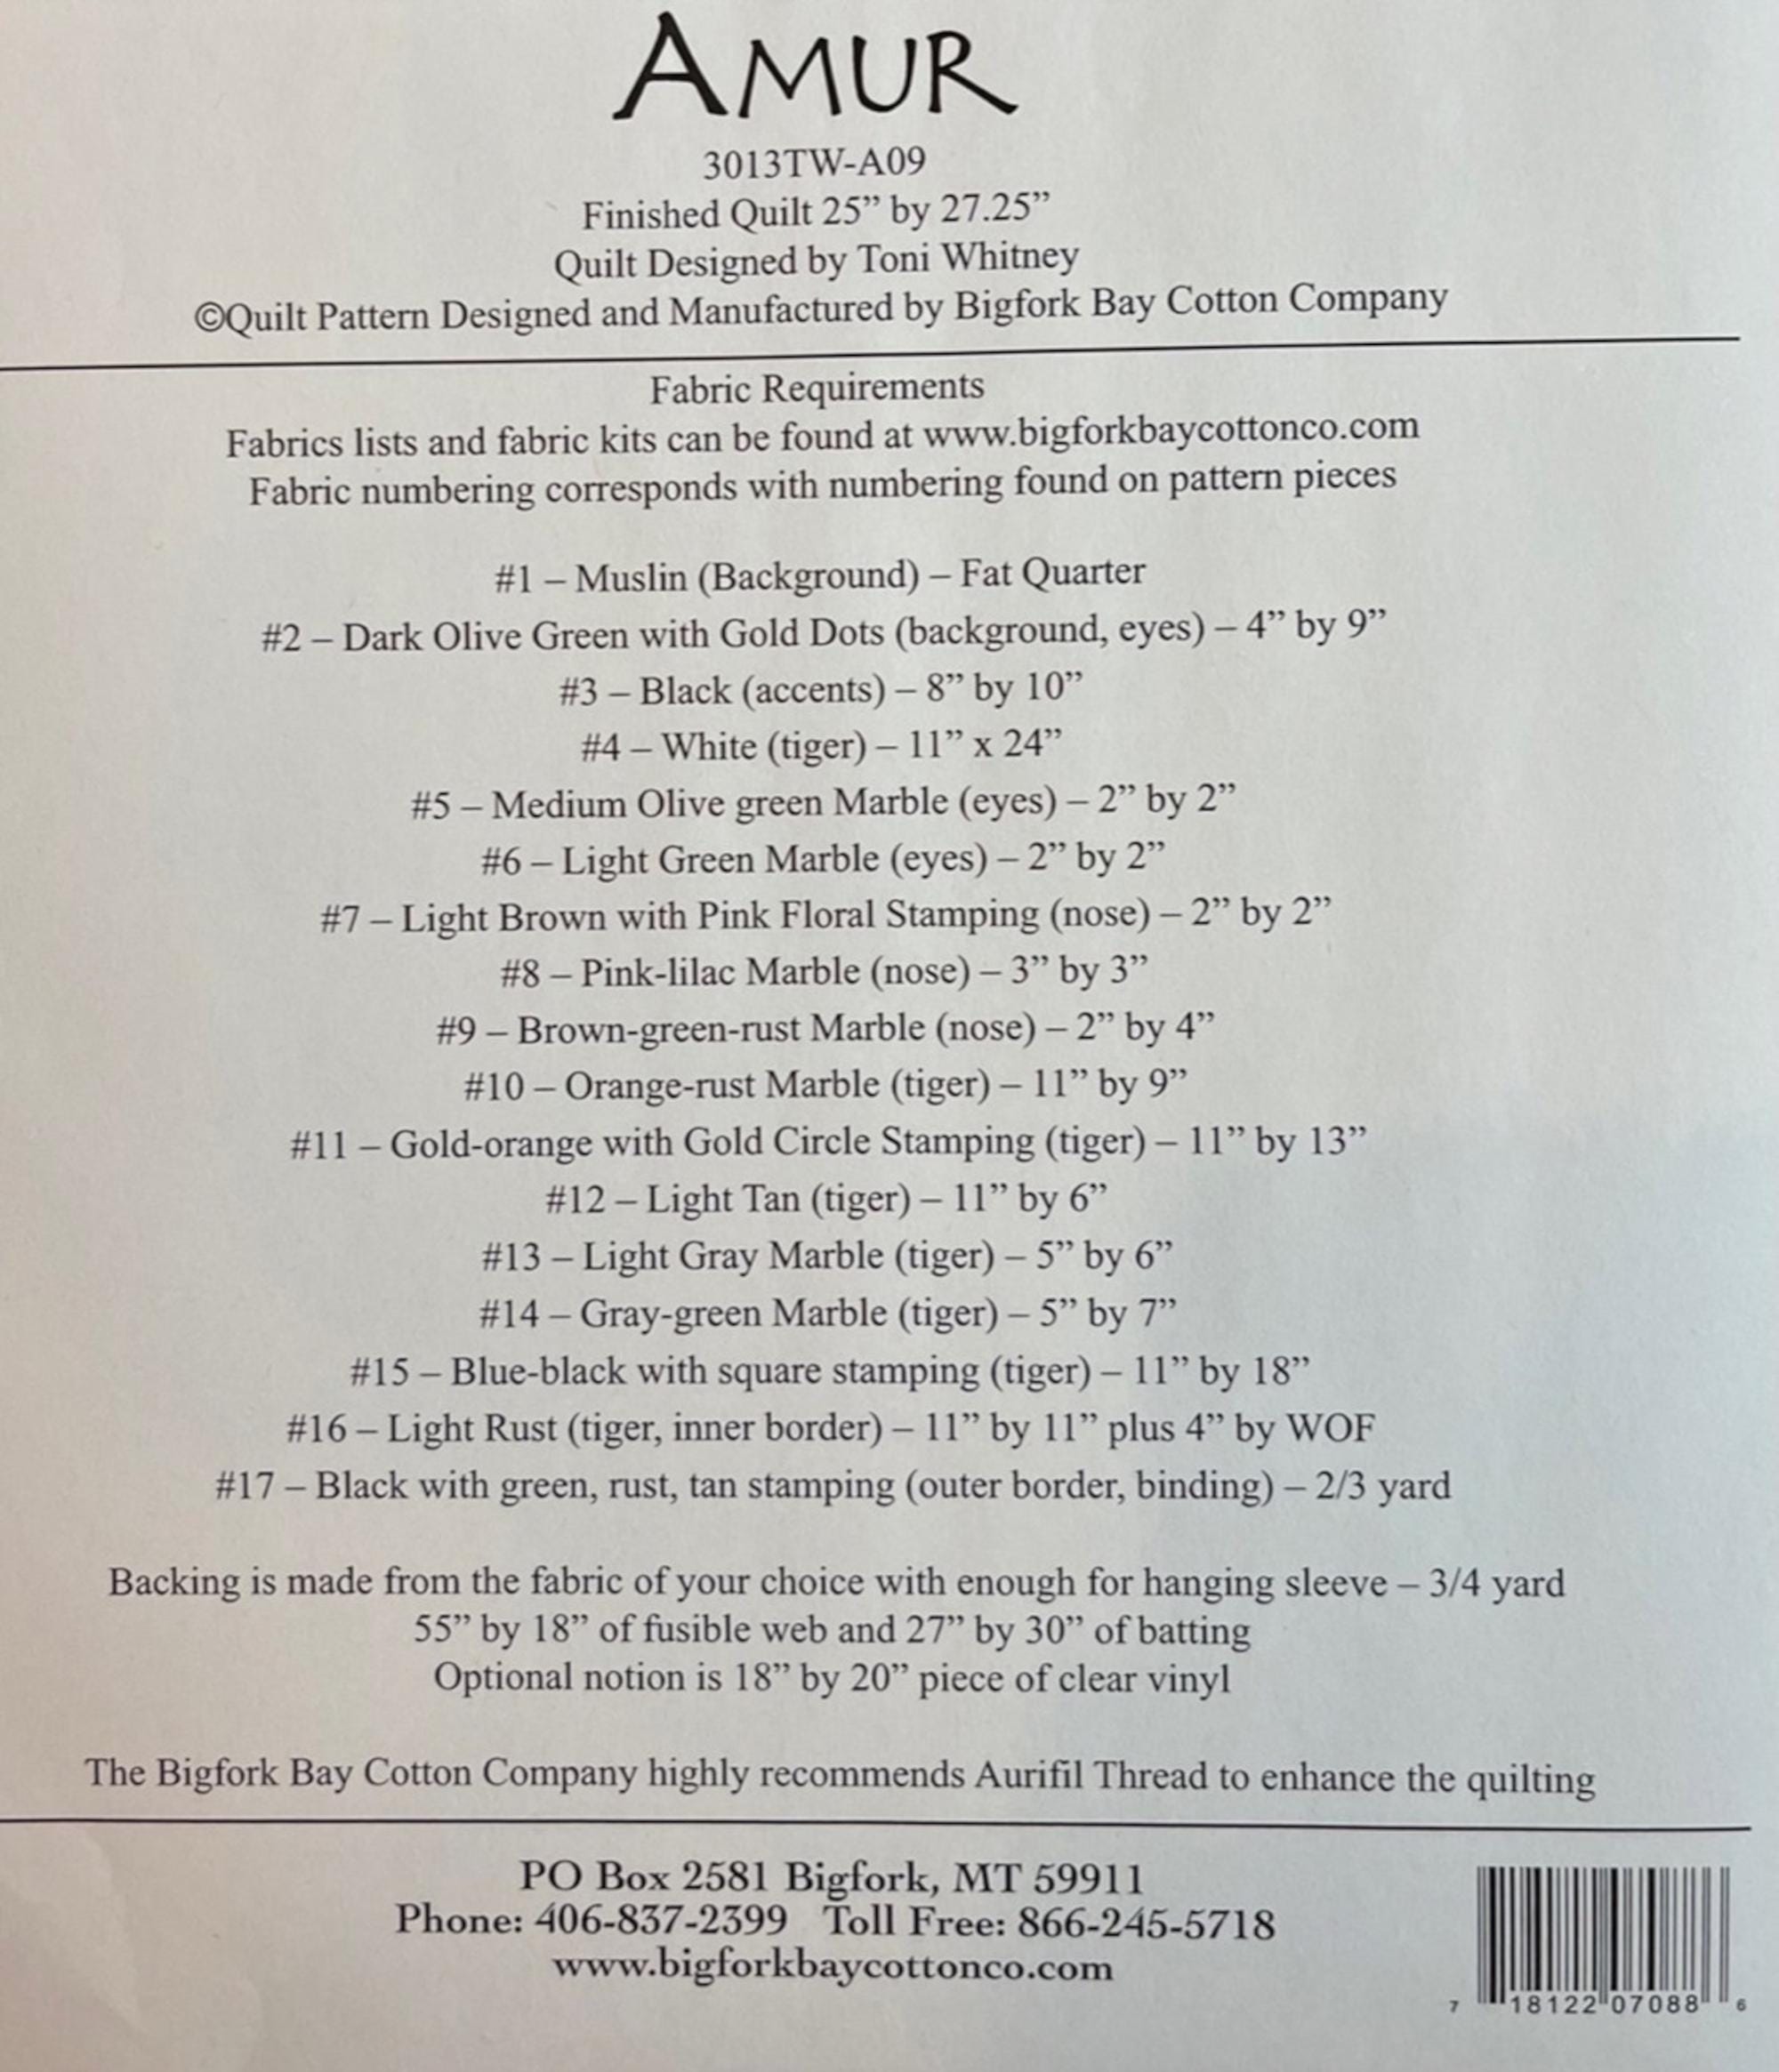 AMUR
3013TW-A09
Finished Quilt 25” by 27.25”
Quilt Designed by Toni Whitney
©Quilt Pattern Designed and Manufactured by Bigfork Bay Cotton Company
Fabric Requirements
Fabrics lists and fabric kits can be found at www.bigforkbaycottonco.com
Fabric numbering corresponds with numbering found on pattern pieces
#1 – Muslin (Background) – Fat Quarter
#2 – Dark Olive Green with Gold Dots (background, eyes) – 4” by 9”
#3 – Black (accents) – 8” by 10”
#4 – White (tiger) – 11” x 24”
#5 – Medium Olive green Marble (eyes) – 2” by 2”
#6 – Light Green Marble (eyes) – 2” by 2”
#7 – Light Brown with Pink Floral Stamping (nose) – 2” by 2”
#8 – Pink-lilac Marble (nose) – 3” by 3”
#9 – Brown-green-rust Marble (nose) – 2” by 4”
#10 – Orange-rust Marble (tiger) – 11” by 9”
#11 – Gold-orange with Gold Circle Stamping (tiger) – 11” by 13”
#12 – Light Tan (tiger) – 11” by 6”
#13 – Light Gray Marble (tiger) – 5” by 6”
#14 – Gray-green Marble (tiger) – 5” by 7”
#15 – Blue-black with square stamping (tiger) – 11” by 18”
#16 – Light Rust (tiger, inner border) – 11” by 11” plus 4” by WOF
#17 – Black with green, rust, tan stamping (outer border, binding) – 2/3 yard
Backing is made from the fabric of your choice with enough for hanging sleeve – 3/4 yard
55” by 18” of fusible web and 27” by 30” of batting
Optional notion is 18” by 20” piece of clear vinyl
The Bigfork Bay Cotton Company highly recommends Aurifil Thread to enhance the quilting
PO Box 2581 Bigfork, MT 59911
Phone: 406-837-2399 Toll Free: 866-245-5718
www.bigforkbaycottonco.com
7 18122 07088 6